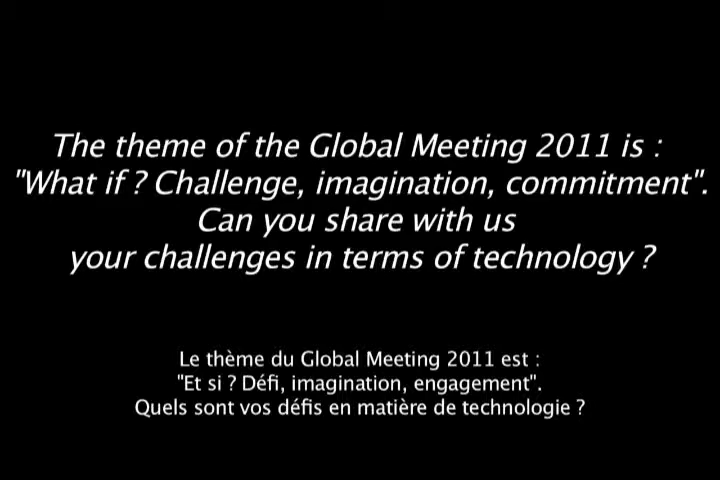 The theme of the Global Meeting 2011 is :
"What if ? Challenge, imagination, commitment".
Can you share with us
your challenges in terms of technology ?
Le thème du Global Meeting 2011 est :
"Et si ? Défi, imagination, engagement".
Quels sont vos défis en matière de technologie ?